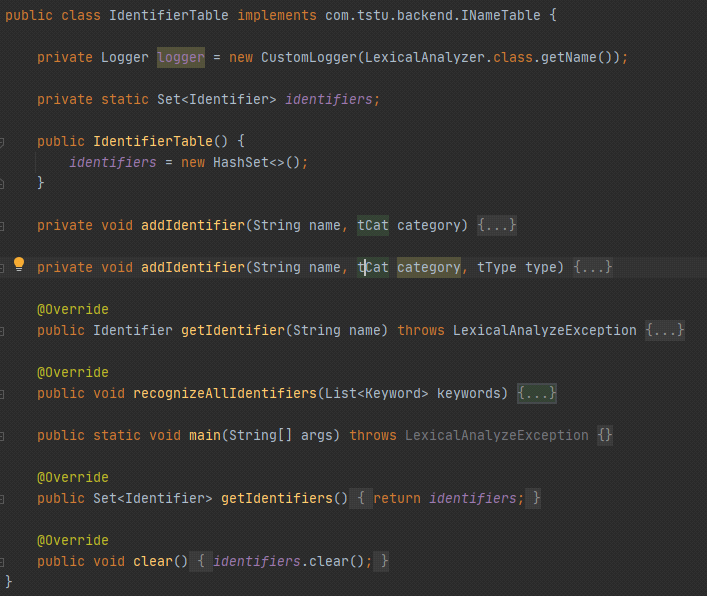 public class IdentifierTable implements com.tstu.backend.INameTable {
private Logger logger = new CustomLogger(LexicalAnalyzer.class.getName());
private static Set<Identifier> identifiers;
public IdentifierTable() {
identifiers = new HashSet<>();
}
private void addIdentifier(String name, tCat category) {...}
private void addIdentifier(String name, tCat category, tType type) {...}
@Override
public Identifier getIdentifier(String name) throws LexicalAnalyzeException {...}
@Override
public void recognizeAllIdentifiers(List<Keyword> keywords) {...}
public static void main(String[] args) throws LexicalAnalyzeException {}
@Override
public Set<Identifier> getIdentifiers() { return identifiers; }
@Override
public void clear() { identifiers.clear(); }
}